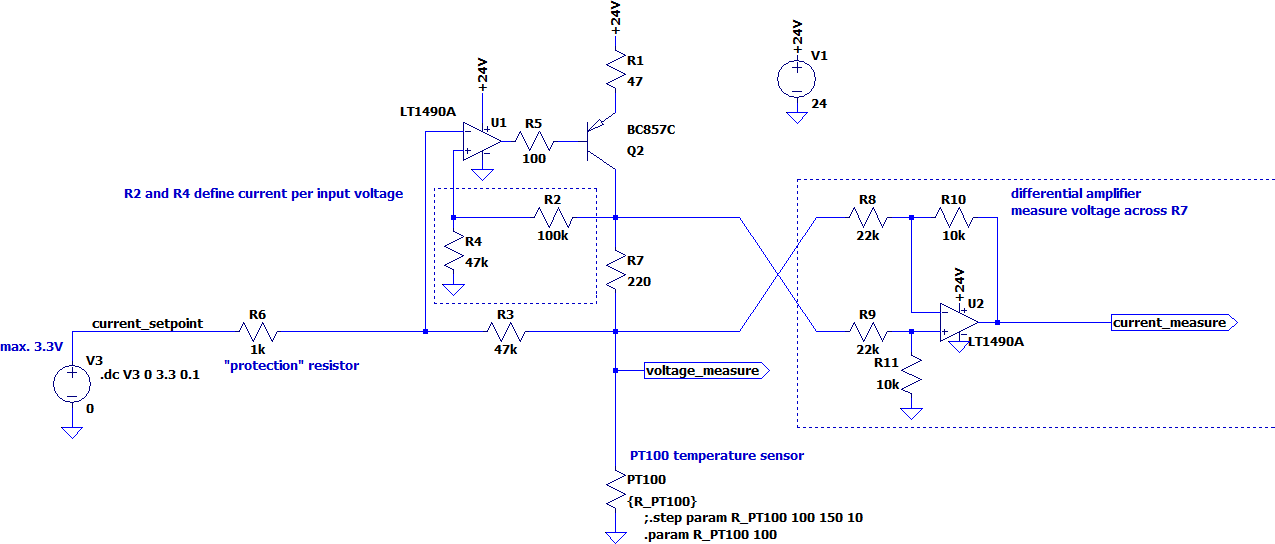 +24V
R1
47
+24V
V1
24
+24V
LT1490A
U1
R5
100
BC857C
Q2
R2 and R4 define current per input voltage
R2
100k
R4
47k
R7
220
differential amplifier
measure voltage across R7
R8
22k
R10
10k
+24V
U2
LT1490A
R9
22k
R11
10k
current_measure
current_setpoint
R6
1k
"protection" resistor
R3
47k
max. 3.3V
V3
.dc V3 0 3.3 0.1
0
voltage_measure
PT100 temperature sensor
PT100
{R_PT100}
;.step param R_PT100 100 150 10
.param R_PT100 100